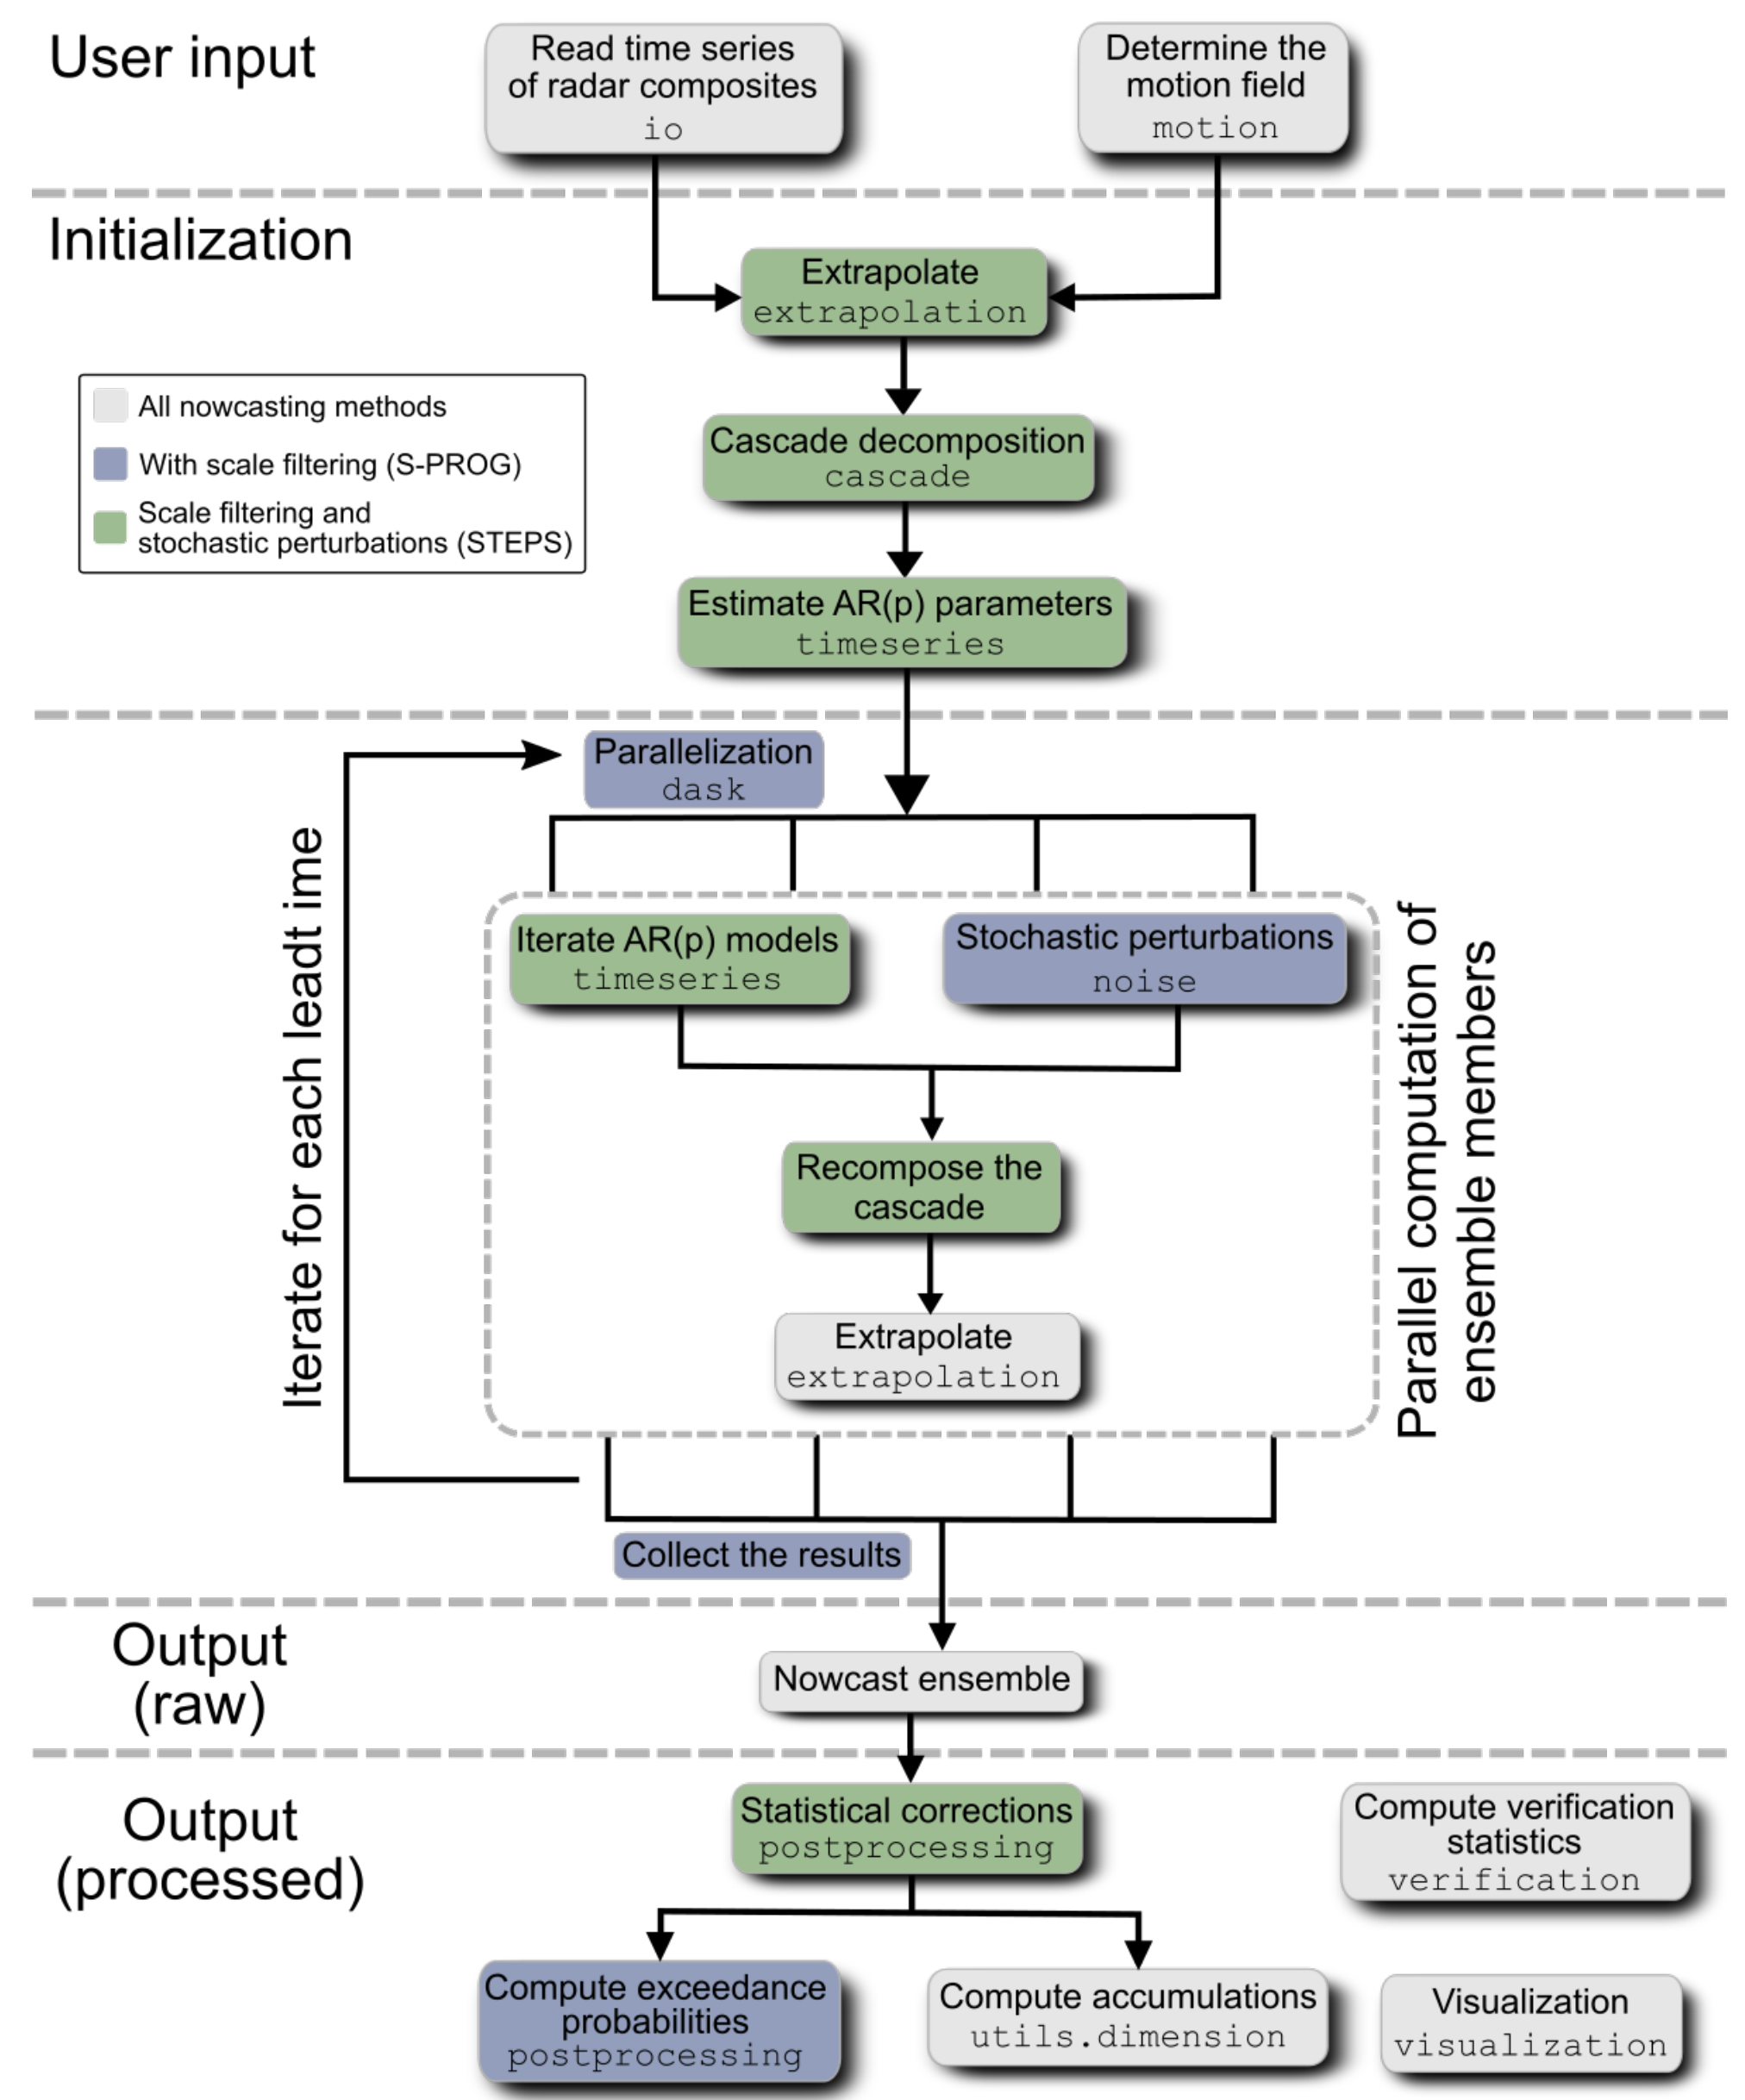 User input
Read time series
of radar composites
io
Determine the
motion field
motion
Initialization
Extrapolate
extrapolation
All nowcasting methods
With scale filtering (S-PROG)
Scale filtering and
stochastic perturbations (STEPS)
Cascade decomposition
cascade
Estimate AR(p) parameters
timeseries
Parallelization
dask
Iterate for each leadt ime
Iterate AR(p) models
timeseries
Stochastic perturbations
noise
Parallel computation of
ensemble members
Recompose the
cascade
Extrapolate
extrapolation
Collect the results
Output
(raw)
Nowcast ensemble
Output
(processed)
Statistical corrections
postprocessing
Compute verification
statistics
verification
Compute exceedance
probabilities
postprocessing
Compute accumulations
utils.dimension
Visualization
visualization